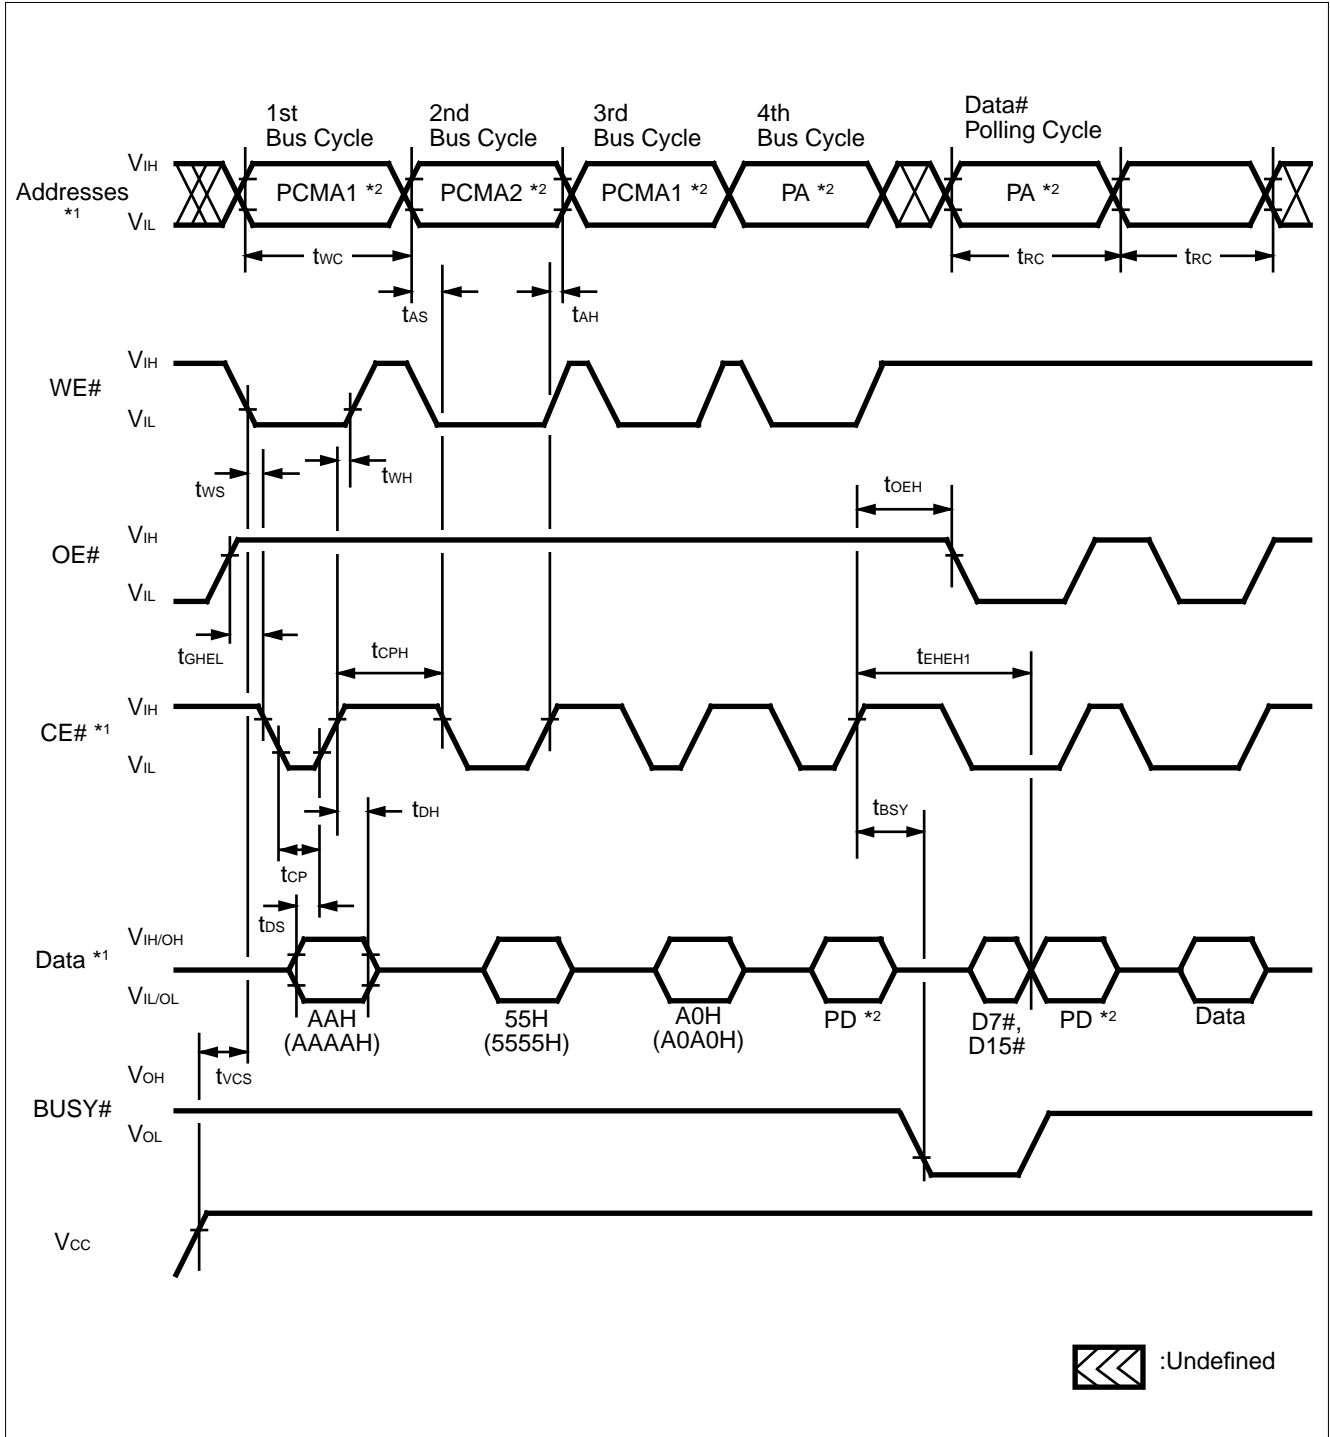 1st
Bus Cycle
2nd
Bus Cycle
3rd
Bus Cycle
4th
Bus Cycle
Data#
Polling Cycle
Addresses
*1
VIH
VIL
PCMA1 *2
PCMA2 *2
PCMA1 *2
PA *2
PA *2
tWC
tRC
tRC
tAS
tAH
WE#
VIH
VIL
tWS
tWH
tOEH
OE#
VIH
VIL
tGHEL
tCPH
tEHEH1
CE# *1
VIH
VIL
tDH
tBSY
tCP
tDS
Data *1
VIH/OH
VIL/OL
AAH
(AAAAH)
55H
(5555H)
A0H
(A0A0H)
PD *2
D7#,
D15#
PD *2
Data
tVCS
BUSY#
VOH
VOL
VCC
:Undefined